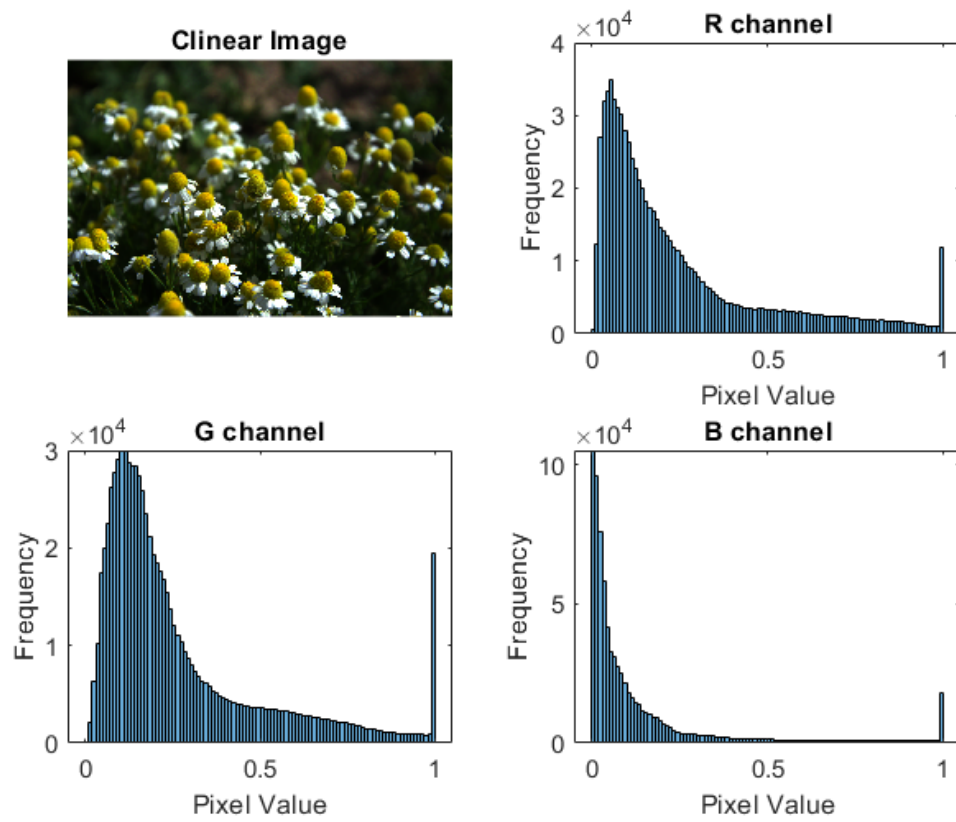 Clinear Image
R channel
×10^4
4
3
2
1
0
Frequency
0 0.5 1
Pixel Value
G channel
×10^4
3
2
1
0
Frequency
0 0.5 1
Pixel Value
B channel
×10^4
10
5
0
Frequency
0 0.5 1
Pixel Value